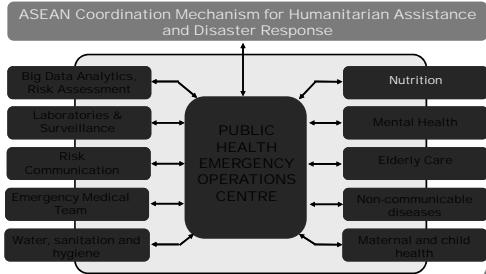 ASEAN Coordination Mechanism for Humanitarian Assistance
and Disaster Response
Big Data Analytics,
Risk Assessment
Laboratories &
Surveillance
Risk
Communication
Emergency Medical
Team
Water, sanitation and
hygiene
PUBLIC
HEALTH
EMERGENCY
OPERATIONS
CENTRE
Nutrition
Mental Health
Elderly Care
Non-communicable
diseases
Maternal and child
health